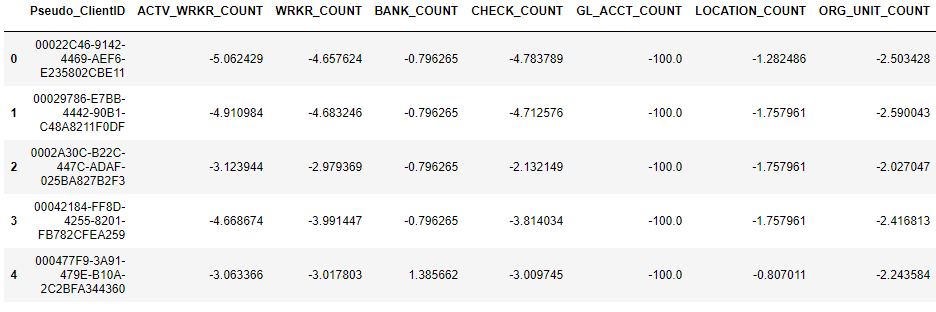 Pseudo_ClientID ACTV_WRKR_COUNT WRKR_COUNT BANK_COUNT CHECK_COUNT GL_ACCT_COUNT LOCATION_COUNT ORG_UNIT_COUNT
00022C46-9142-
0 4469-AEF6- -5.062429 -4.657624 -0.796265 -4.783789 -100.0 -1.282486 -2.503428
E235802CBE11
00029786-E7BB-
1 4442-90B1- -4.910984 -4.683246 -0.796265 -4.712576 -100.0 -1.757961 -2.590043
C48A8211F0DF
0002A30C-B22C-
2 447C-ADAF- -3.123944 -2.979369 -0.796265 -2.132149 -100.0 -1.757961 -2.027047
025BA827B2F3
00042184-FF8D-
3 4255-8201- -4.668674 -3.991447 -0.796265 -3.814034 -100.0 -1.757961 -2.416813
FB782CFEA259
000477F9-3A91-
4 479E-B10A- -3.063366 -3.017803 1.385662 -3.009745 -100.0 -0.807011 -2.243584
2C2BFA344360